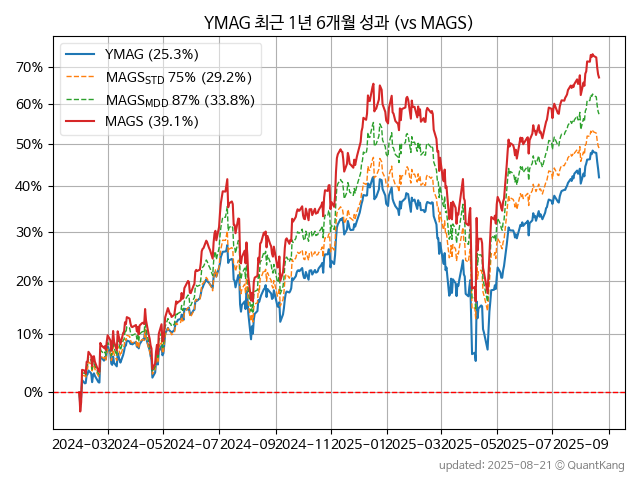 YMAG 최근 1년 6개월 성과 (vs MAGS)
YMAG (25.3%)
MAGS_STD 75% (29.2%)
MAGS_MDD 87% (33.8%)
MAGS (39.1%)
70%
60%
50%
40%
30%
20%
10%
0%
2024-03 2024-05 2024-07 2024-09 2024-11 2025-01 2025-03 2025-05 2025-07 2025-09
updated: 2025-08-21 © QuantKang